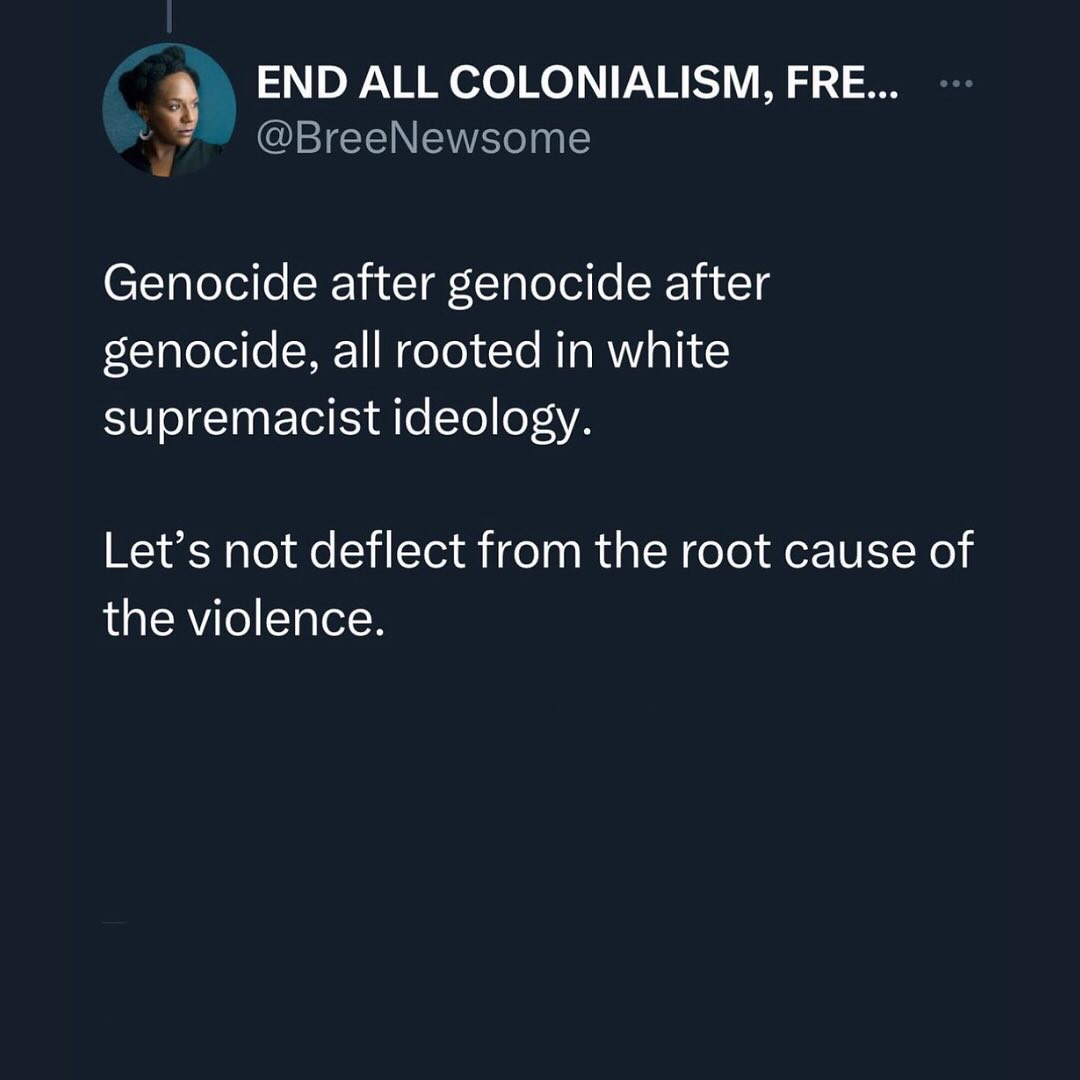 END ALL COLONIALISM, FRE...
@BreeNewsome
Genocide after genocide after
genocide, all rooted in white
supremacist ideology.
Let’s not deflect from the root cause of
the violence.